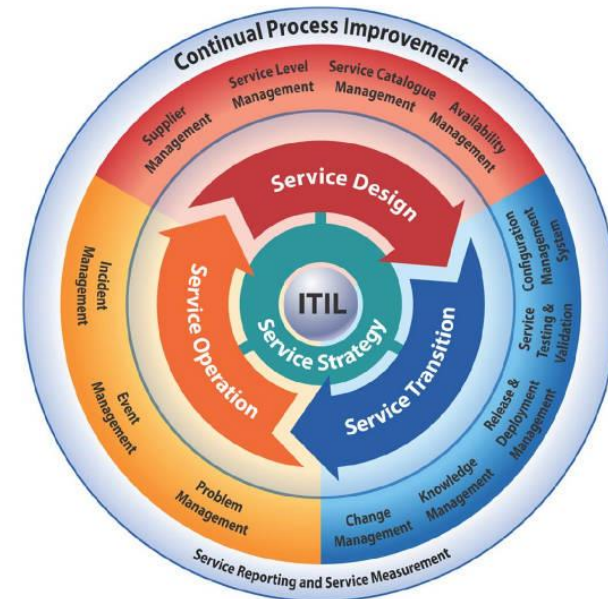 Continual Process Improvement
Supplier
Management
Service Level
Management
Service Catalogue
Management
Availability
Management
Service Design
Configuration
Management
System
Service
Testing &
Validation
Release &
Deployment
Management
Knowledge
Management
Change
Management
Service Transition
Incident
Management
Event
Management
Problem
Management
Service Operation
ITIL
Service Strategy
Service Reporting and Service Measurement